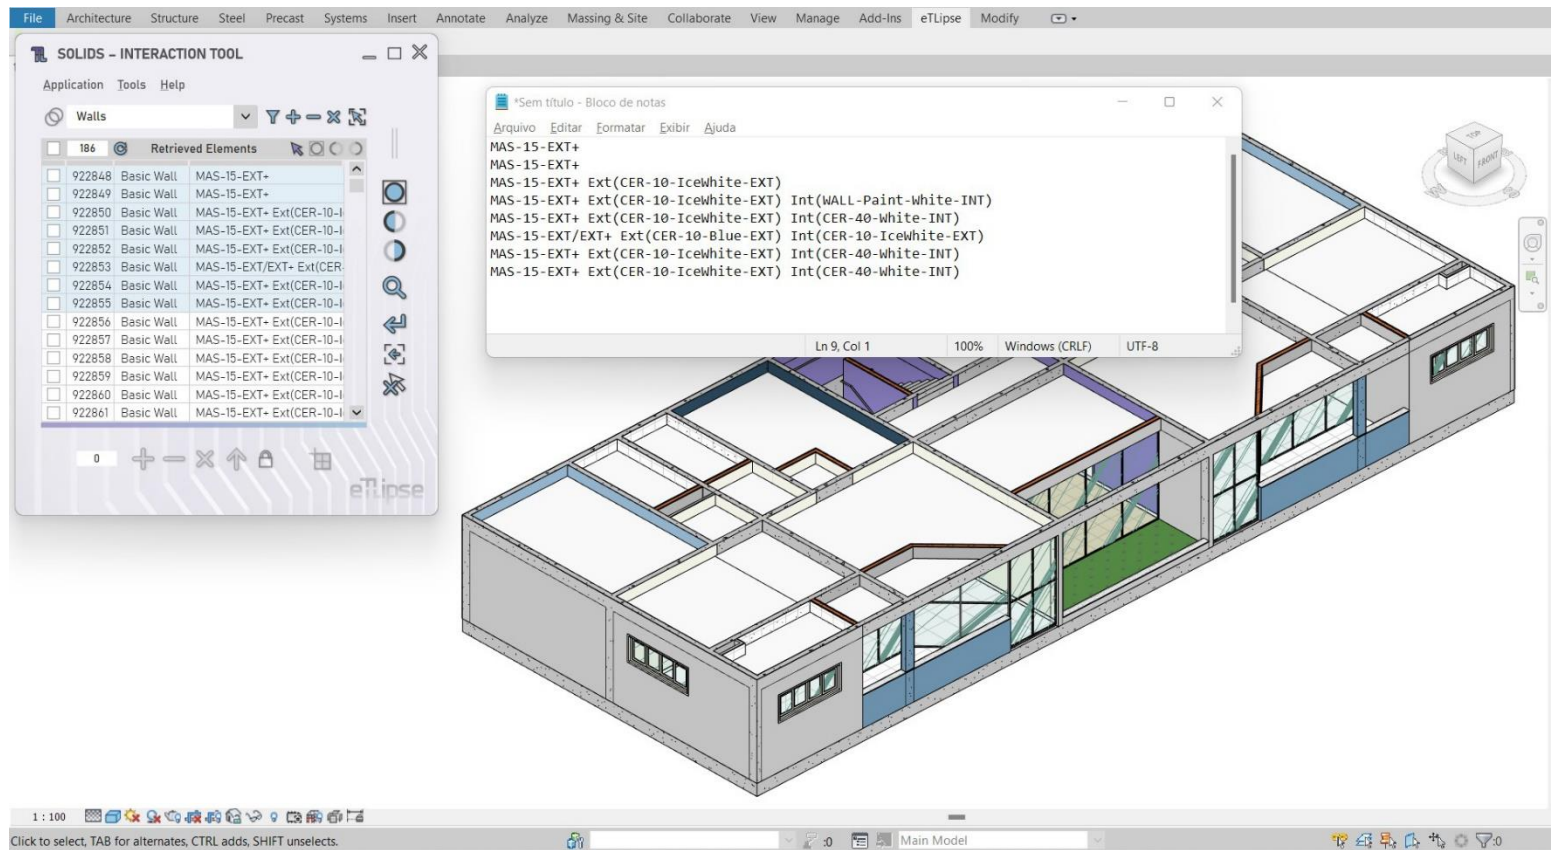 File Architecture Structure Steel Precast Systems Insert Annotate Analyze Massing & Site Collaborate View Manage Add-Ins eTLipse Modify
SOLIDS – INTERACTION TOOL
Application Tools Help
Walls
186 Retrieved Elements
922848 Basic Wall MAS-15-EXT+
922849 Basic Wall MAS-15-EXT+
922850 Basic Wall MAS-15-EXT+ Ext(CER-10-I
922851 Basic Wall MAS-15-EXT+ Ext(CER-10-I
922852 Basic Wall MAS-15-EXT+ Ext(CER-10-I
922853 Basic Wall MAS-15-EXT/EXT+ Ext(CER-
922854 Basic Wall MAS-15-EXT+ Ext(CER-10-I
922855 Basic Wall MAS-15-EXT+ Ext(CER-10-I
922856 Basic Wall MAS-15-EXT+ Ext(CER-10-I
922857 Basic Wall MAS-15-EXT+ Ext(CER-10-I
922858 Basic Wall MAS-15-EXT+ Ext(CER-10-I
922859 Basic Wall MAS-15-EXT+ Ext(CER-10-I
922860 Basic Wall MAS-15-EXT+ Ext(CER-10-I
922861 Basic Wall MAS-15-EXT+ Ext(CER-10-I
0
eTLipse
*Sem título - Bloco de notas
Arquivo Editar Formatar Exibir Ajuda
MAS-15-EXT+
MAS-15-EXT+
MAS-15-EXT+ Ext(CER-10-IceWhite-EXT)
MAS-15-EXT+ Ext(CER-10-IceWhite-EXT) Int(WALL-Paint-White-INT)
MAS-15-EXT+ Ext(CER-10-IceWhite-EXT) Int(CER-40-White-INT)
MAS-15-EXT/EXT+ Ext(CER-10-Blue-EXT) Int(CER-10-IceWhite-EXT)
MAS-15-EXT+ Ext(CER-10-IceWhite-EXT) Int(CER-40-White-INT)
MAS-15-EXT+ Ext(CER-10-IceWhite-EXT) Int(CER-40-White-INT)
Ln 9, Col 1 100% Windows (CRLF) UTF-8
TOP
LEFT FRONT
1 : 100
Click to select, TAB for alternates, CTRL adds, SHIFT unselects. :0 Main Model :0